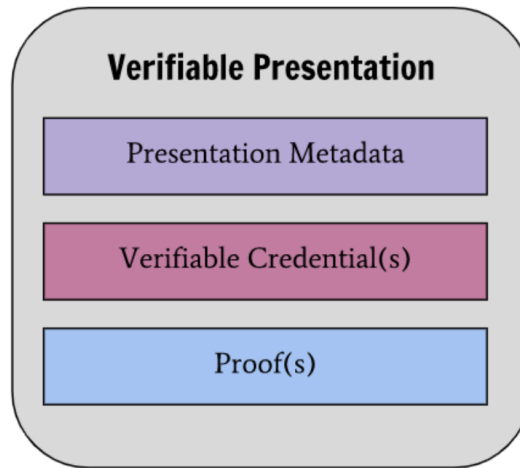 Verifiable Presentation
Presentation Metadata
Verifiable Credential(s)
Proof(s)